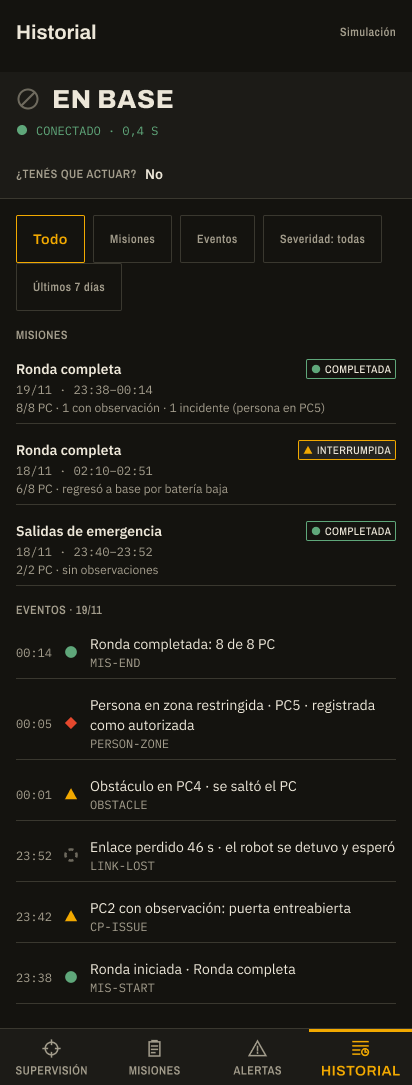 Historial
Simulación
EN BASE
CONECTADO · 0,4 S
¿TENÉS QUE ACTUAR? No
Todo
Misiones
Eventos
Severidad: todas
Últimos 7 días
MISIONES
Ronda completa
COMPLETADA
19/11 · 23:38–00:14
8/8 PC · 1 con observación · 1 incidente (persona en PC5)
Ronda completa
INTERRUMPIDA
18/11 · 02:10–02:51
6/8 PC · regresó a base por batería baja
Salidas de emergencia
COMPLETADA
18/11 · 23:40–23:52
2/2 PC · sin observaciones
EVENTOS · 19/11
00:14
Ronda completada: 8 de 8 PC
MIS-END
00:05
Persona en zona restringida · PC5 · registrada
como autorizada
PERSON-ZONE
00:01
Obstáculo en PC4 · se saltó el PC
OBSTACLE
23:52
Enlace perdido 46 s · el robot se detuvo y esperó
LINK-LOST
23:42
PC2 con observación: puerta entreabierta
CP-ISSUE
23:38
Ronda iniciada · Ronda completa
MIS-START
SUPERVISIÓN
MISIONES
ALERTAS
HISTORIAL